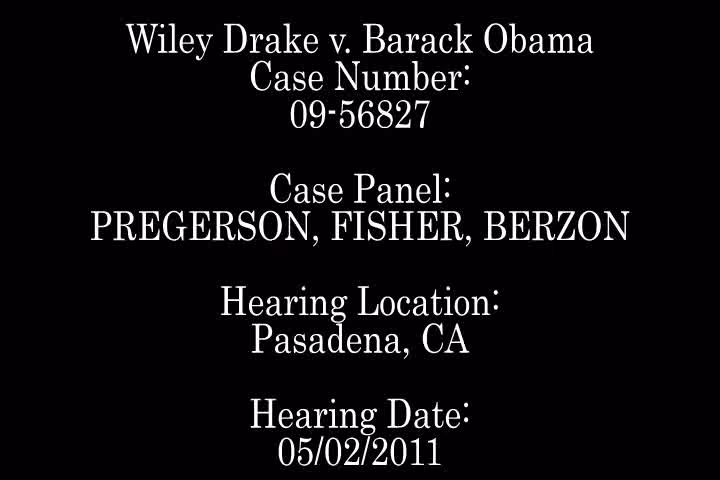 Wiley Drake v. Barack Obama
Case Number:
09-56827
Case Panel:
PREGERSON, FISHER, BERZON
Hearing Location:
Pasadena, CA
Hearing Date:
05/02/2011